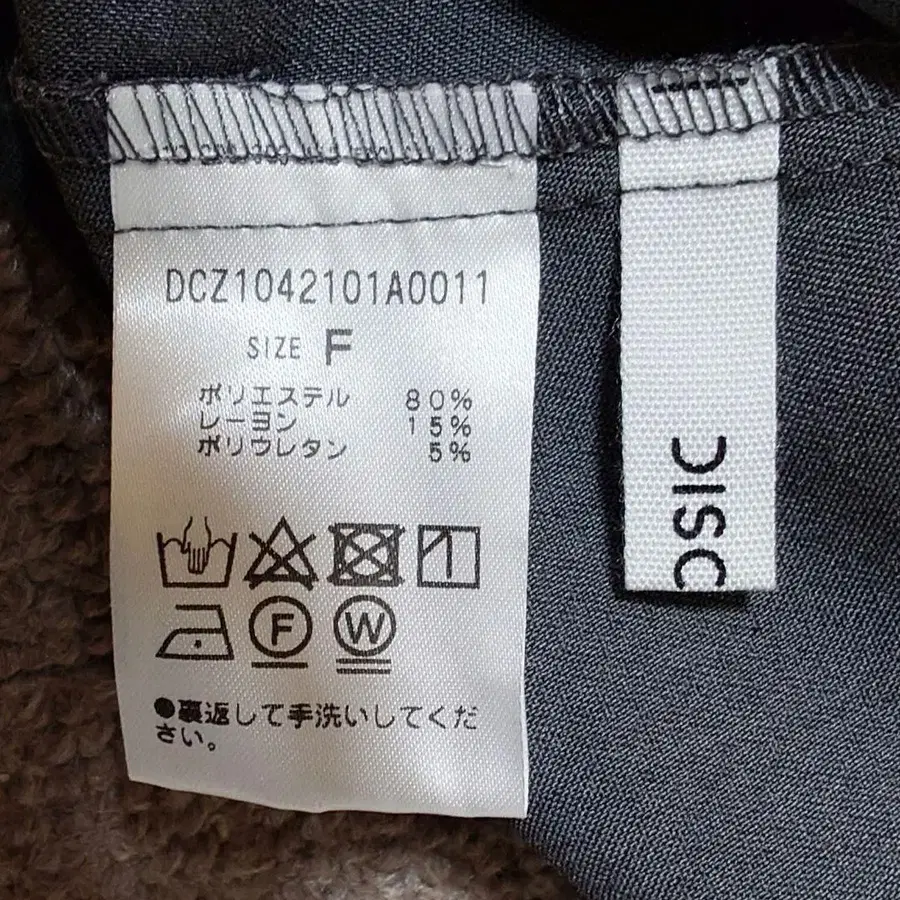 DCZ1042101A0011
SIZE F
ポリエステル 80%
レーヨン 15%
ポリウレタン 5%
F W
●裏返して手洗いしてくだ
さい。
DISC